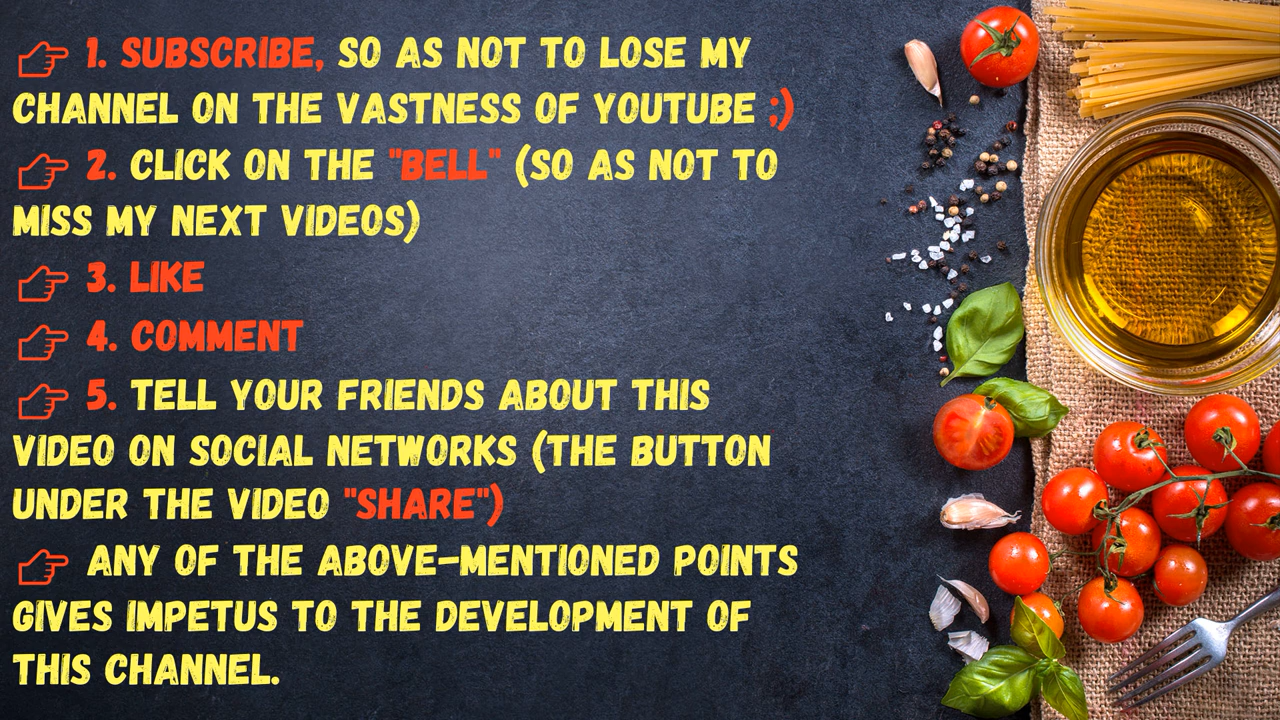 👉 1. SUBSCRIBE, SO AS NOT TO LOSE MY
CHANNEL ON THE VASTNESS OF YOUTUBE ;)
👉 2. CLICK ON THE "BELL" (SO AS NOT TO
MISS MY NEXT VIDEOS)
👉 3. LIKE
👉 4. COMMENT
👉 5. TELL YOUR FRIENDS ABOUT THIS
VIDEO ON SOCIAL NETWORKS (THE BUTTON
UNDER THE VIDEO "SHARE")
👉 ANY OF THE ABOVE-MENTIONED POINTS
GIVES IMPETUS TO THE DEVELOPMENT OF
THIS CHANNEL.